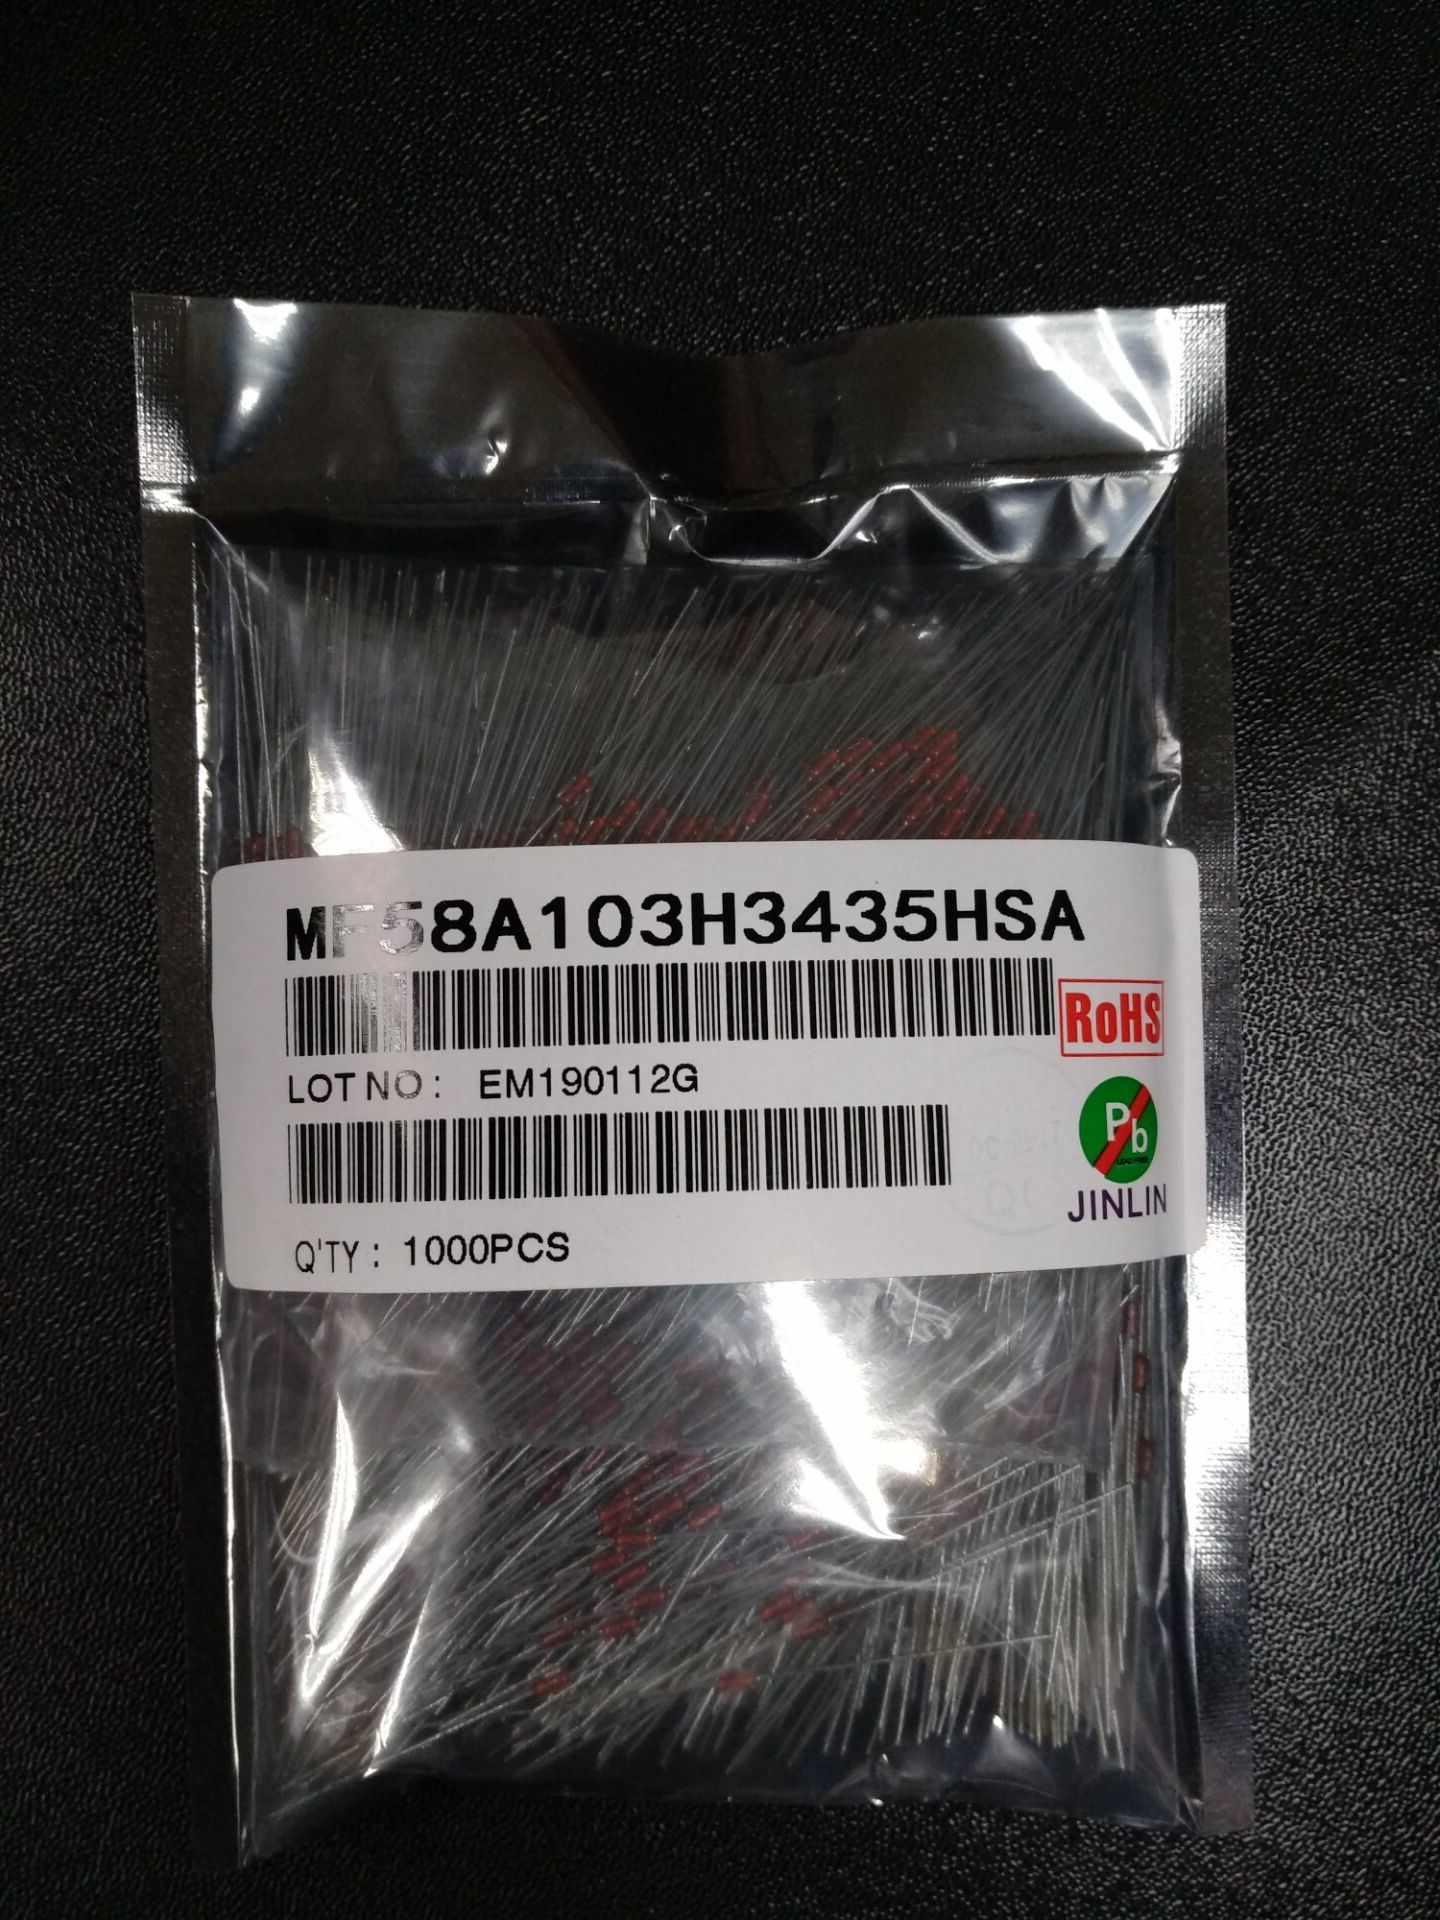 MF58A103H3435HSA
RoHS
LOT NO : EM190112G
Pb
JINLIN
Q'TY : 1000PCS